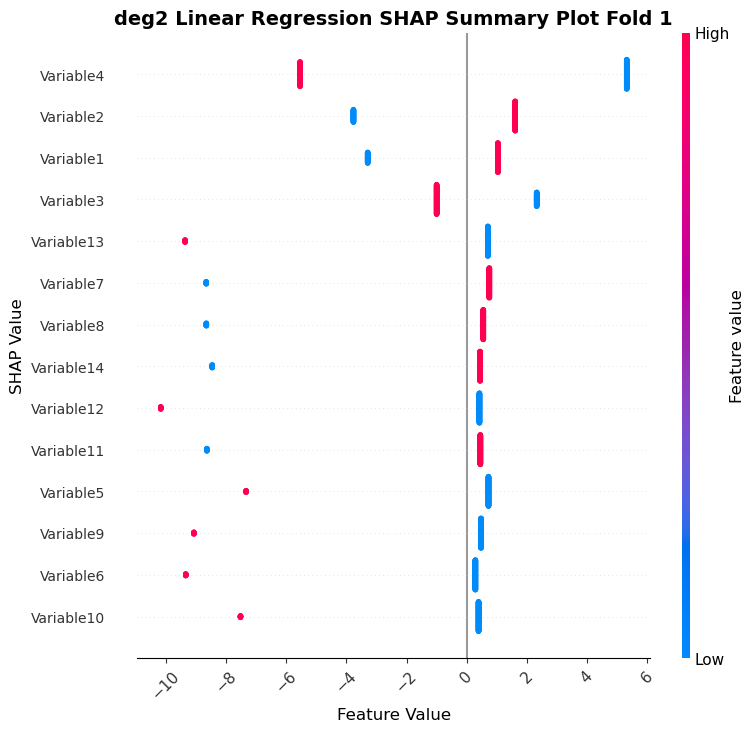 deg2 Linear Regression SHAP Summary Plot Fold 1
High
Variable4
Variable2
Variable1
Variable3
Variable13
Variable7
Variable8
Variable14
Variable12
Variable11
Variable5
Variable9
Variable6
Variable10
SHAP Value
Feature value
Low
−10 −8 −6 −4 −2 0 2 4 6
Feature Value